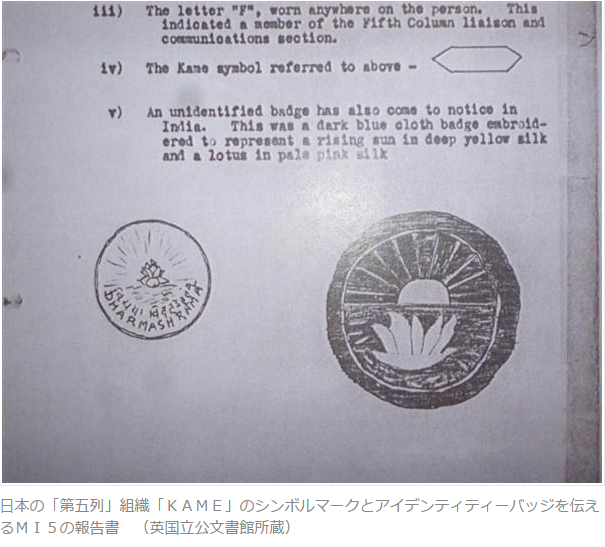 iii) The letter "F", worn anywhere on the person. This
indicated a member of the Fifth Column liaison and
communications section.
iv) The Kame symbol referred to above -
v) An unidentified badge has also come to notice in
India. This was a dark blue cloth badge embroid-
ered to represent a rising sun in deep yellow silk
and a lotus in pale pink silk
DHARMASHRAMA
日本の「第五列」組織「ＫＡＭＥ」のシンボルマークとアイデンティティーバッジを伝え
るＭＩ５の報告書　（英国立公文書館所蔵）